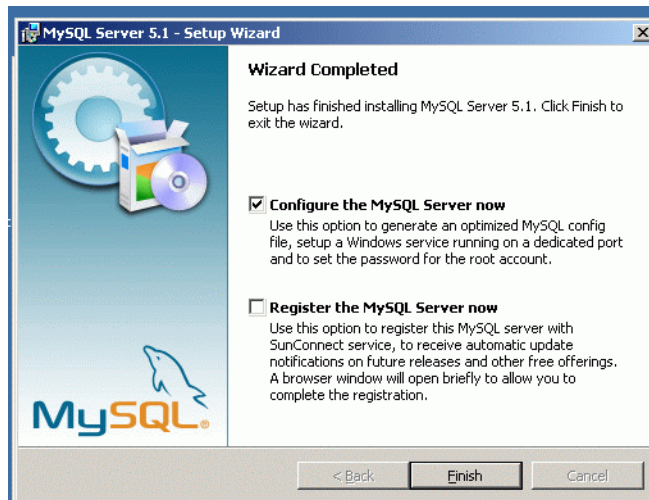 MySQL Server 5.1 - Setup Wizard
Wizard Completed
Setup has finished installing MySQL Server 5.1. Click Finish to
exit the wizard.
Configure the MySQL Server now
Use this option to generate an optimized MySQL config
file, setup a Windows service running on a dedicated port
and to set the password for the root account.
Register the MySQL Server now
Use this option to register this MySQL server with
SunConnect service, to receive automatic update
notifications on future releases and other free offerings.
A browser window will open briefly to allow you to
complete the registration.
MySQL®
< Back
Finish
Cancel